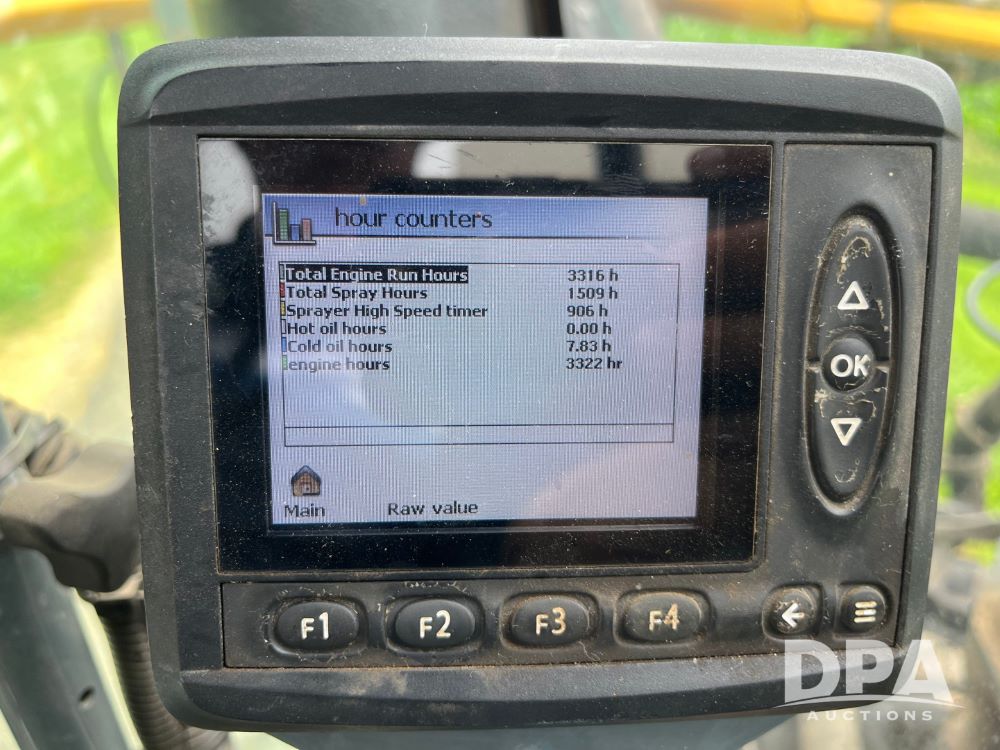 hour counters
Total Engine Run Hours 3316 h
Total Spray Hours 1509 h
Sprayer High Speed timer 906 h
Hot oil hours 0.00 h
Cold oil hours 7.83 h
engine hours 3322 hr
Main Raw value
OK
F1 F2 F3 F4
DPA
AUCTIONS